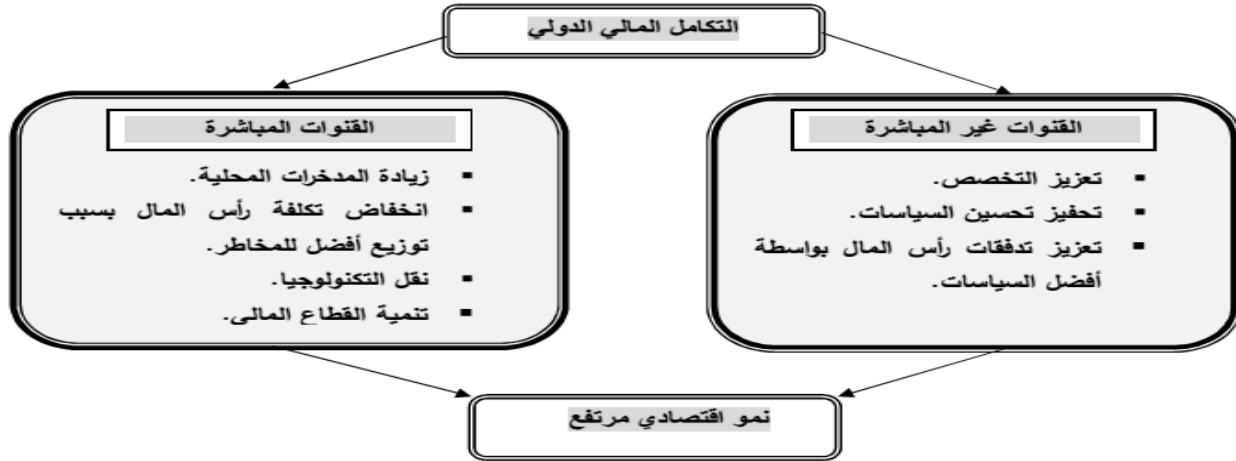 التكامل المالي الدولي
القنوات غير المباشرة
▪ تعزيز التخصص.
▪ تحفيز تحسين السياسات.
▪ تعزيز تدفقات رأس المال بواسطة
أفضل السياسات.
القنوات المباشرة
▪ زيادة المدخرات المحلية.
▪ انخفاض تكلفة رأس المال بسبب
توزيع أفضل للمخاطر.
▪ نقل التكنولوجيا.
▪ تنمية القطاع المالي.
نمو اقتصادي مرتفع